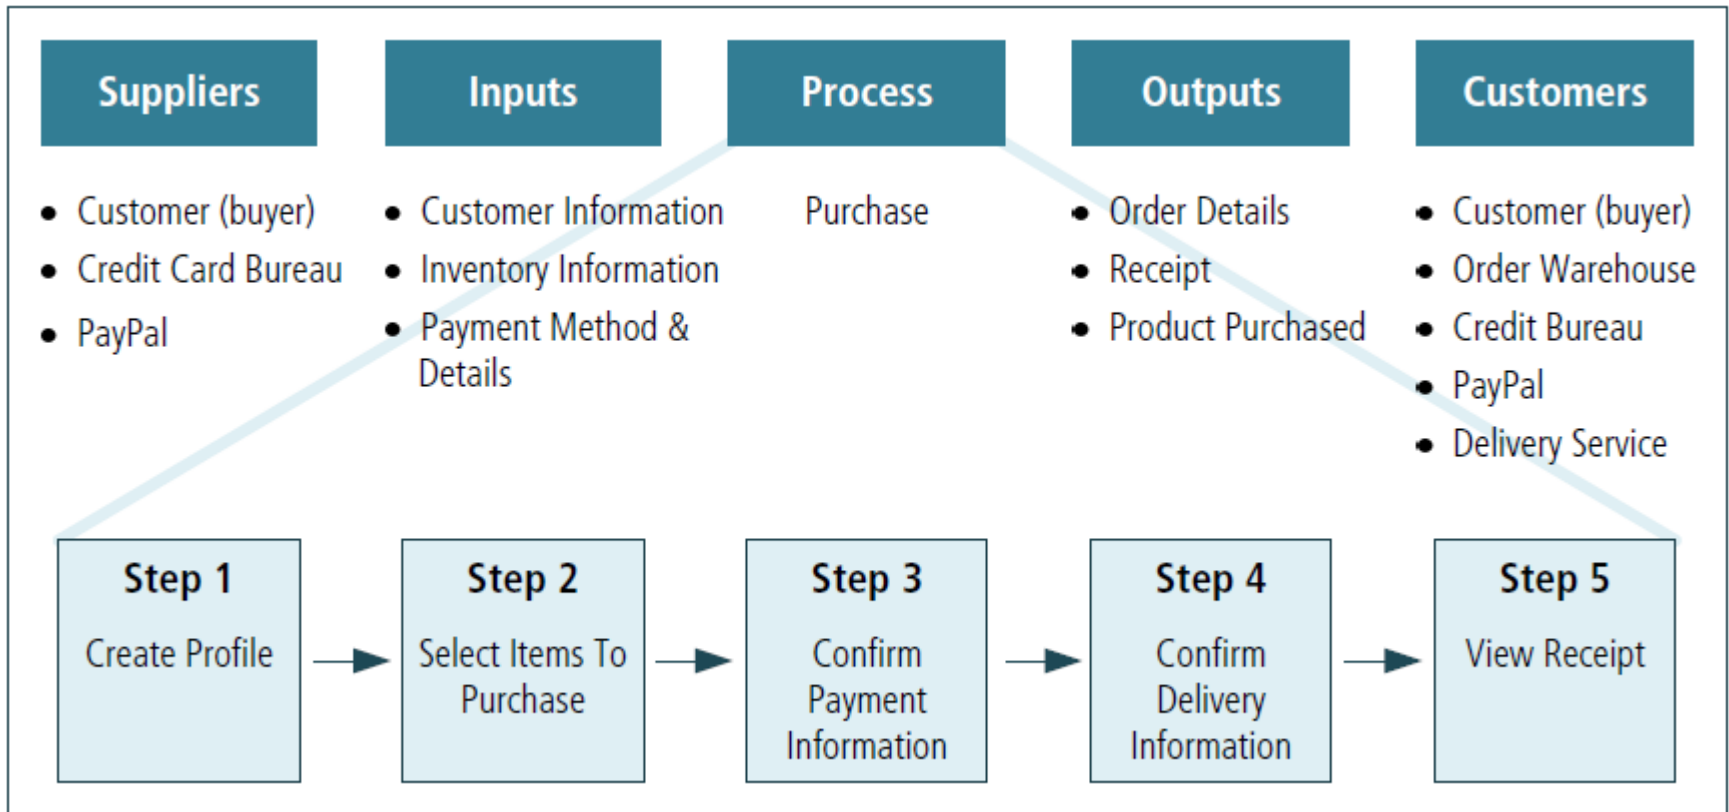 Suppliers
Inputs
Process
Outputs
Customers
• Customer (buyer)
• Credit Card Bureau
• PayPal
• Customer Information
• Inventory Information
• Payment Method &
Details
Purchase
• Order Details
• Receipt
• Product Purchased
• Customer (buyer)
• Order Warehouse
• Credit Bureau
• PayPal
• Delivery Service
Step 1
Create Profile
Step 2
Select Items To
Purchase
Step 3
Confirm
Payment
Information
Step 4
Confirm
Delivery
Information
Step 5
View Receipt